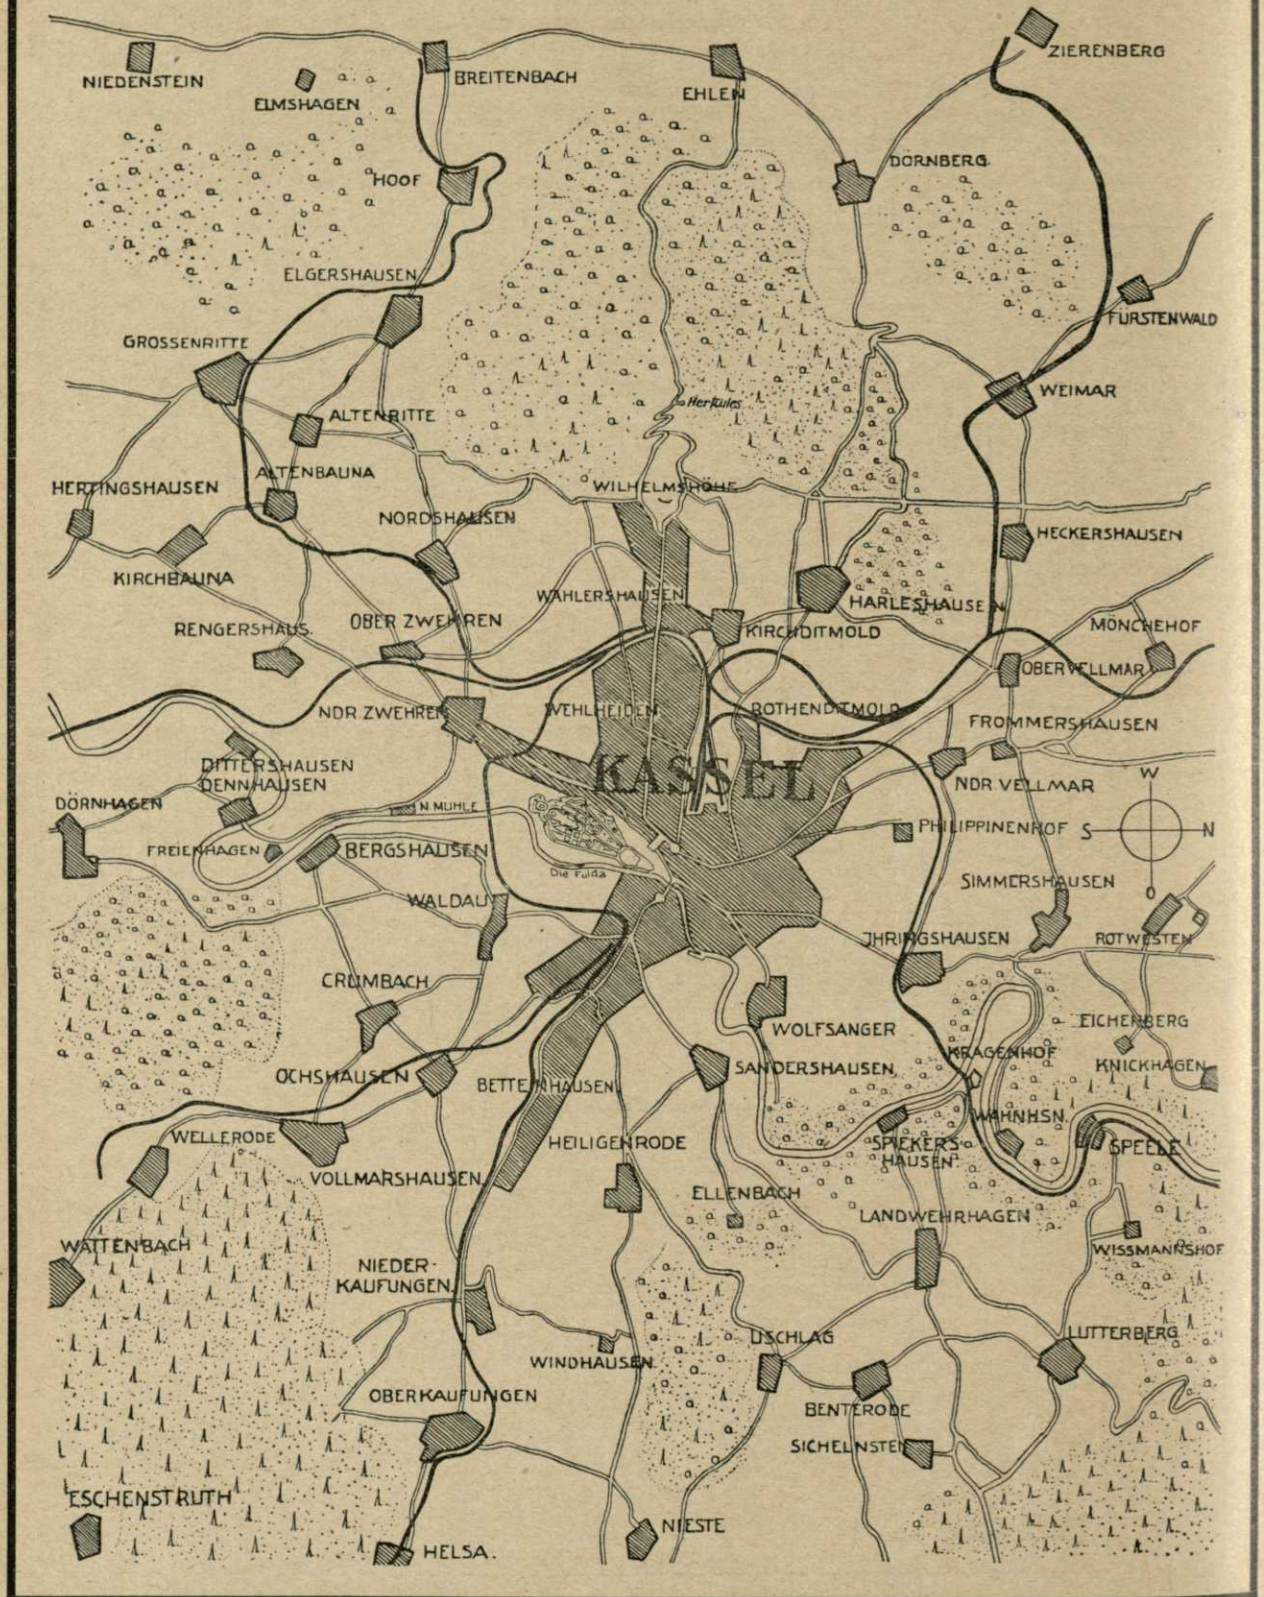 ZIERENBERG
NIEDENSTEIN
BREITENBACH
EHLEN
ELMSHAGEN
DÖRNBERG
HOOF
ELGERSHAUSEN
FÜRSTENWALD
GROSSENRITTE
WEIMAR
Herkules
ALTENRITTE
ALTENBAUNA
HERTINGSHAUSEN
WILHELMSHÖHE
NORDSHAUSEN
HECKERSHAUSEN
KIRCHBAUNA
WAHLERSHAUSEN
HARLESHAUSEN
RENGERSHAUS.
OBER ZWEHREN
KIRCHDITMOLD
MÖNCHEHOF
OBERVELLMAR
NDR. ZWEHREN
WEHLHEIDEN
ROTHENDITMOLD
FROMMERSHAUSEN
DITTERSHAUSEN
DENNHAUSEN
KASSEL
NDR. VELLMAR
W
DÖRNHAGEN
N. MÜHLE
PHILIPPINENHOF
S
N
FREIENHAGEN
BERGSHAUSEN
Die Fulda
SIMMERSHAUSEN
O
WALDAU
JHRINGSHAUSEN
ROTWESTEN
CRUMBACH
WOLFSANGER
EICHENBERG
KRAGENHOF
KNICKHAGEN
OCHSHAUSEN
BETTENHAUSEN
SANDERSHAUSEN
WAHNHSN.
WELLERODE
HEILIGENRODE
SPIEKERS-
HAUSEN
SPEELE
VOLLMARSHAUSEN
ELLENBACH
LANDWEHRHAGEN
WATTENBACH
WISSMANNSHOF
NIEDER-
KAUFUNGEN
WINDHAUSEN
USCHLAG
LUTTERBERG
OBERKAUFUNGEN
BENTERODE
SICHELNSTEIN
ESCHENSTRUTH
NIESTE
HELSA.